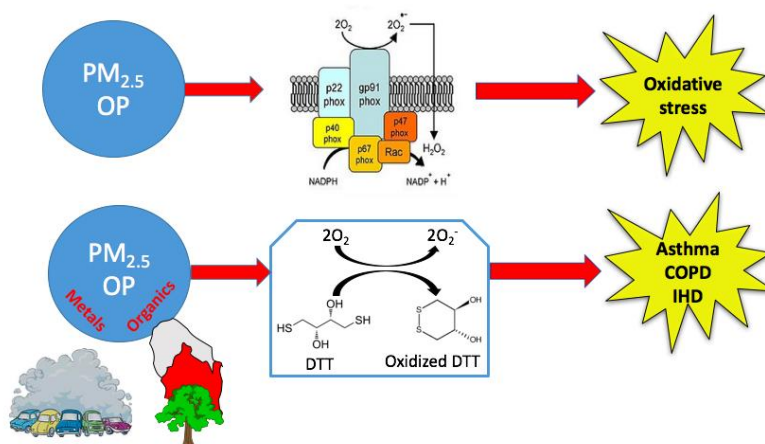 PM₂.₅
OP
2O₂
2O₂•−
p22
phox
gp91
phox
p40
phox
p47
phox
p67
phox
Rac
NADPH
NADP⁺ + H⁺
H₂O₂
Oxidative
stress
PM₂.₅
OP
Metals
Organics
2O₂
2O₂⁻
HS
OH
OH
SH
DTT
S
S
OH
OH
Oxidized DTT
Asthma
COPD
IHD